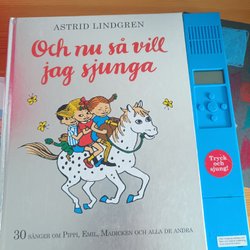 ASTRID LINDGREN
Och nu så vill
jag sjunga
Tryck
och
sjung!
30 SÅNGER OM PIPPI, EMIL, MADICKEN OCH ALLA DE ANDRA